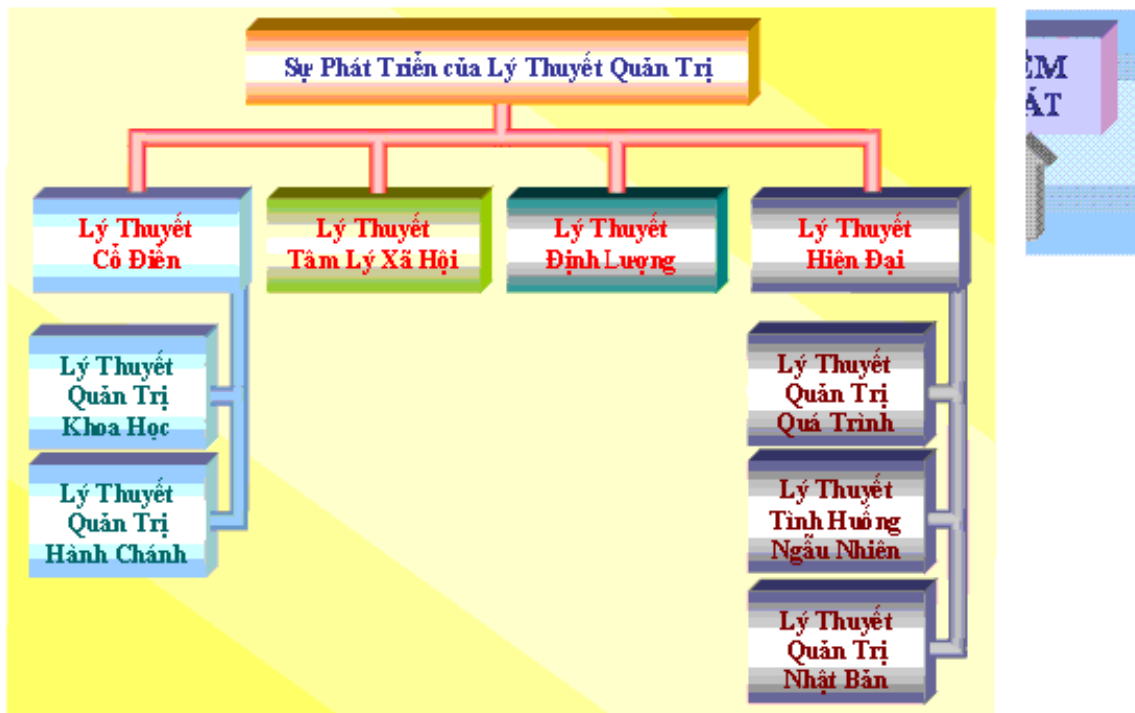 Sự Phát Triển của Lý Thuyết Quản Trị
Lý Thuyết
Cổ Điển
Lý Thuyết
Tâm Lý Xã Hội
Lý Thuyết
Định Lượng
Lý Thuyết
Hiện Đại
Lý Thuyết
Quản Trị
Khoa Học
Lý Thuyết
Quản Trị
Hành Chánh
Lý Thuyết
Quản Trị
Quá Trình
Lý Thuyết
Tình Huống
Ngẫu Nhiên
Lý Thuyết
Quản Trị
Nhật Bản